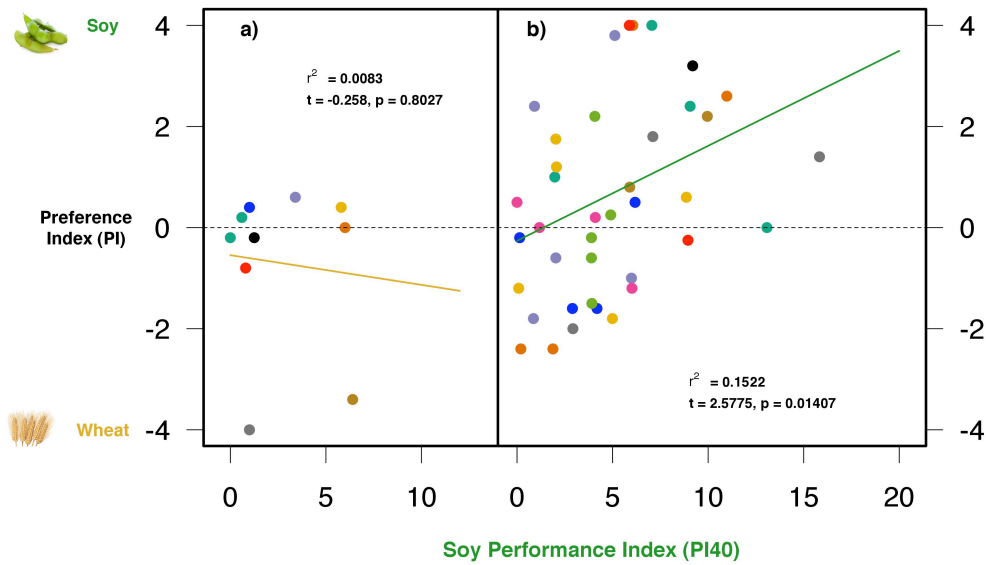 Soy
Preference
Index (PI)
Wheat
4
2
0
-2
-4
a)
r2 = 0.0083
t = -0.258, p = 0.8027
0 5 10
b)
r2 = 0.1522
t = 2.5775, p = 0.01407
0 5 10 15 20
4
2
0
-2
-4
Soy Performance Index (PI40)